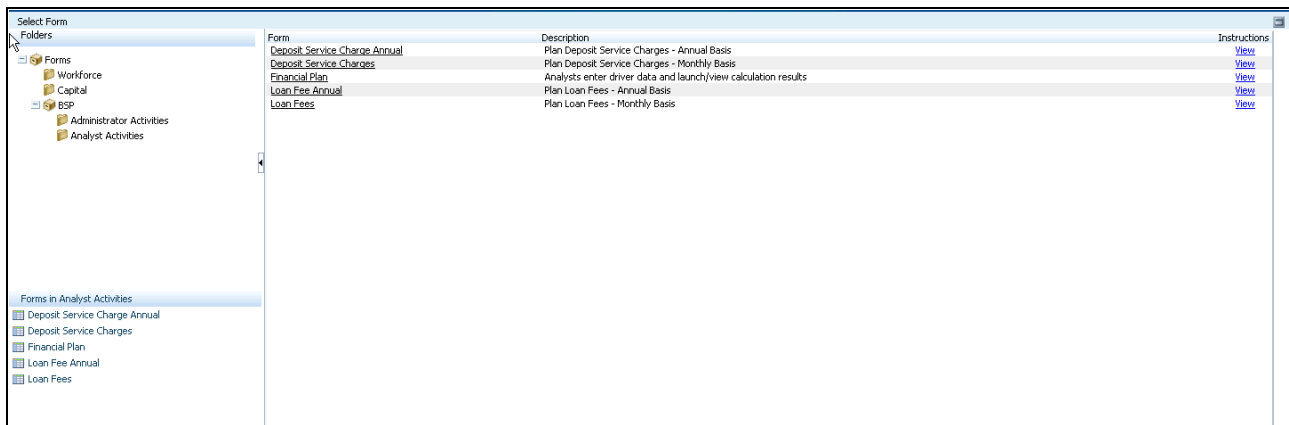 Select Form
Folders
Forms
Workforce
Capital
BSP
Administrator Activities
Analyst Activities
Form Description Instructions
Deposit Service Charge Annual Plan Deposit Service Charges - Annual Basis View
Deposit Service Charges Plan Deposit Service Charges - Monthly Basis View
Financial Plan Analysts enter driver data and launch/view calculation results View
Loan Fee Annual Plan Loan Fees - Annual Basis View
Loan Fees Plan Loan Fees - Monthly Basis View
Forms in Analyst Activities
Deposit Service Charge Annual
Deposit Service Charges
Financial Plan
Loan Fee Annual
Loan Fees